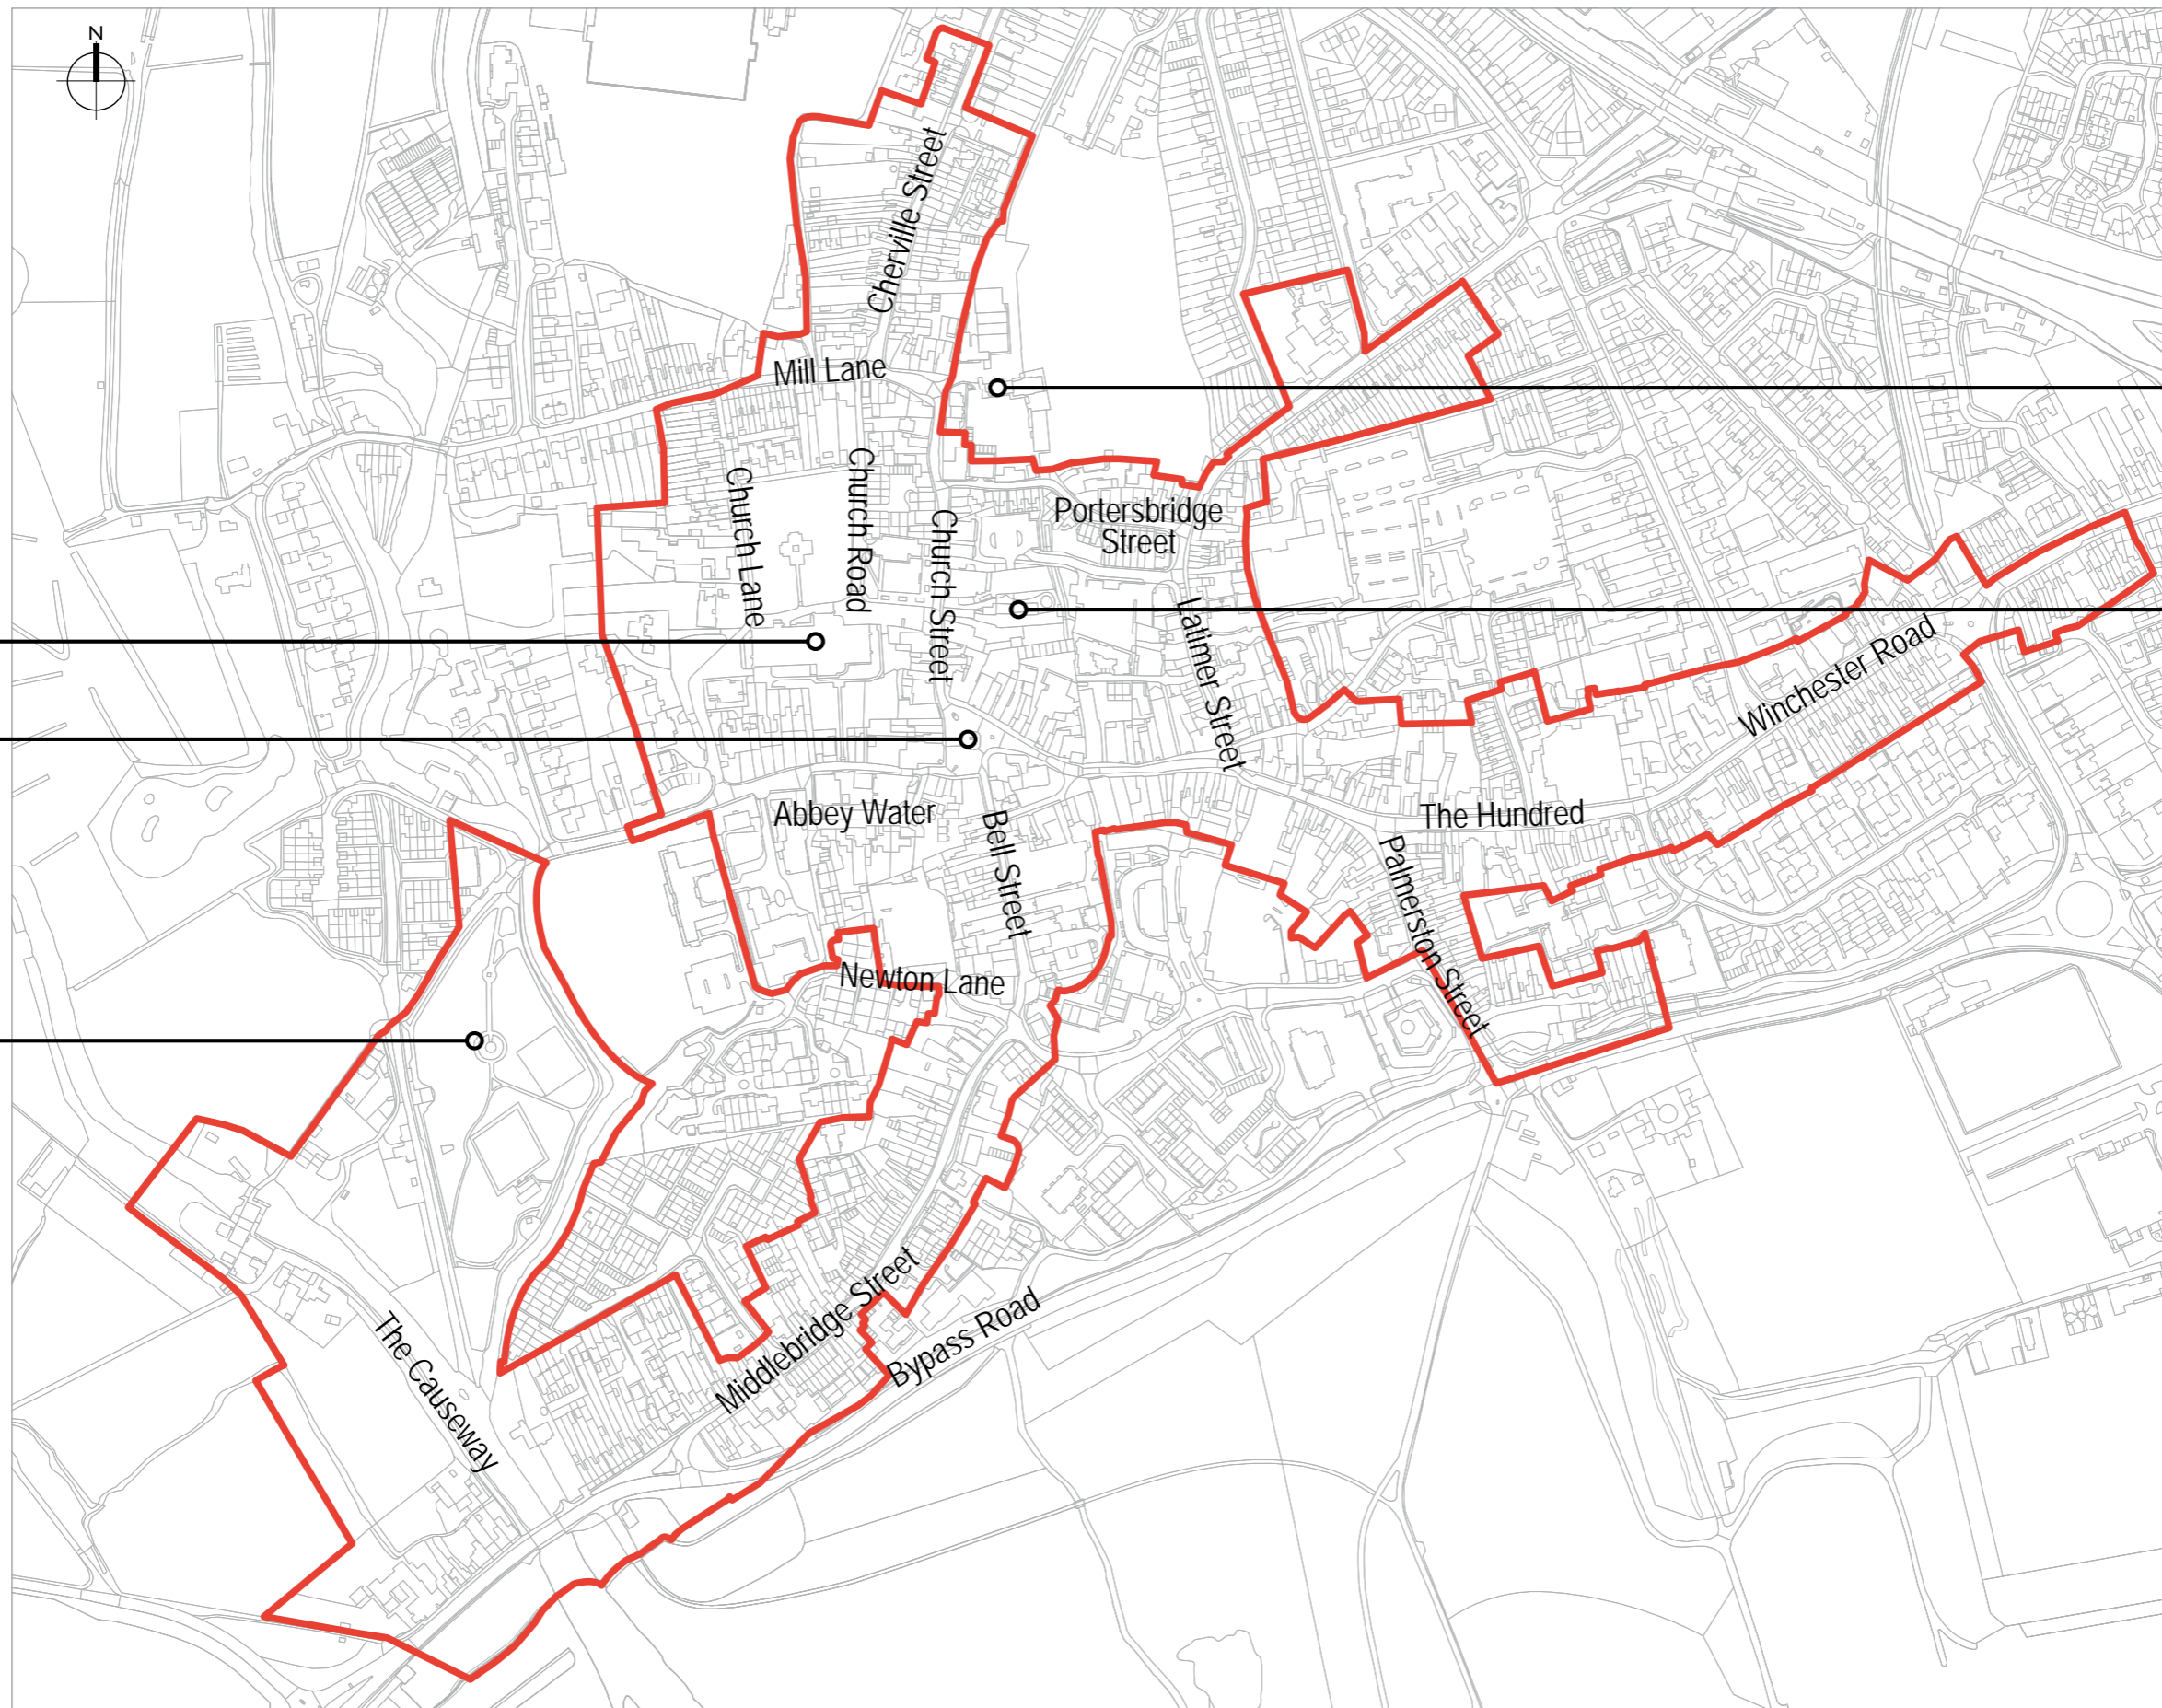 N
Cherville Street
Mill Lane
Church Lane
Church Road
Church Street
Portersbridge
Street
Latimer Street
Winchester Road
Abbey Water
Bell Street
The Hundred
Palmerston Street
Newton Lane
Middlebridge Street
Bypass Road
The Causeway